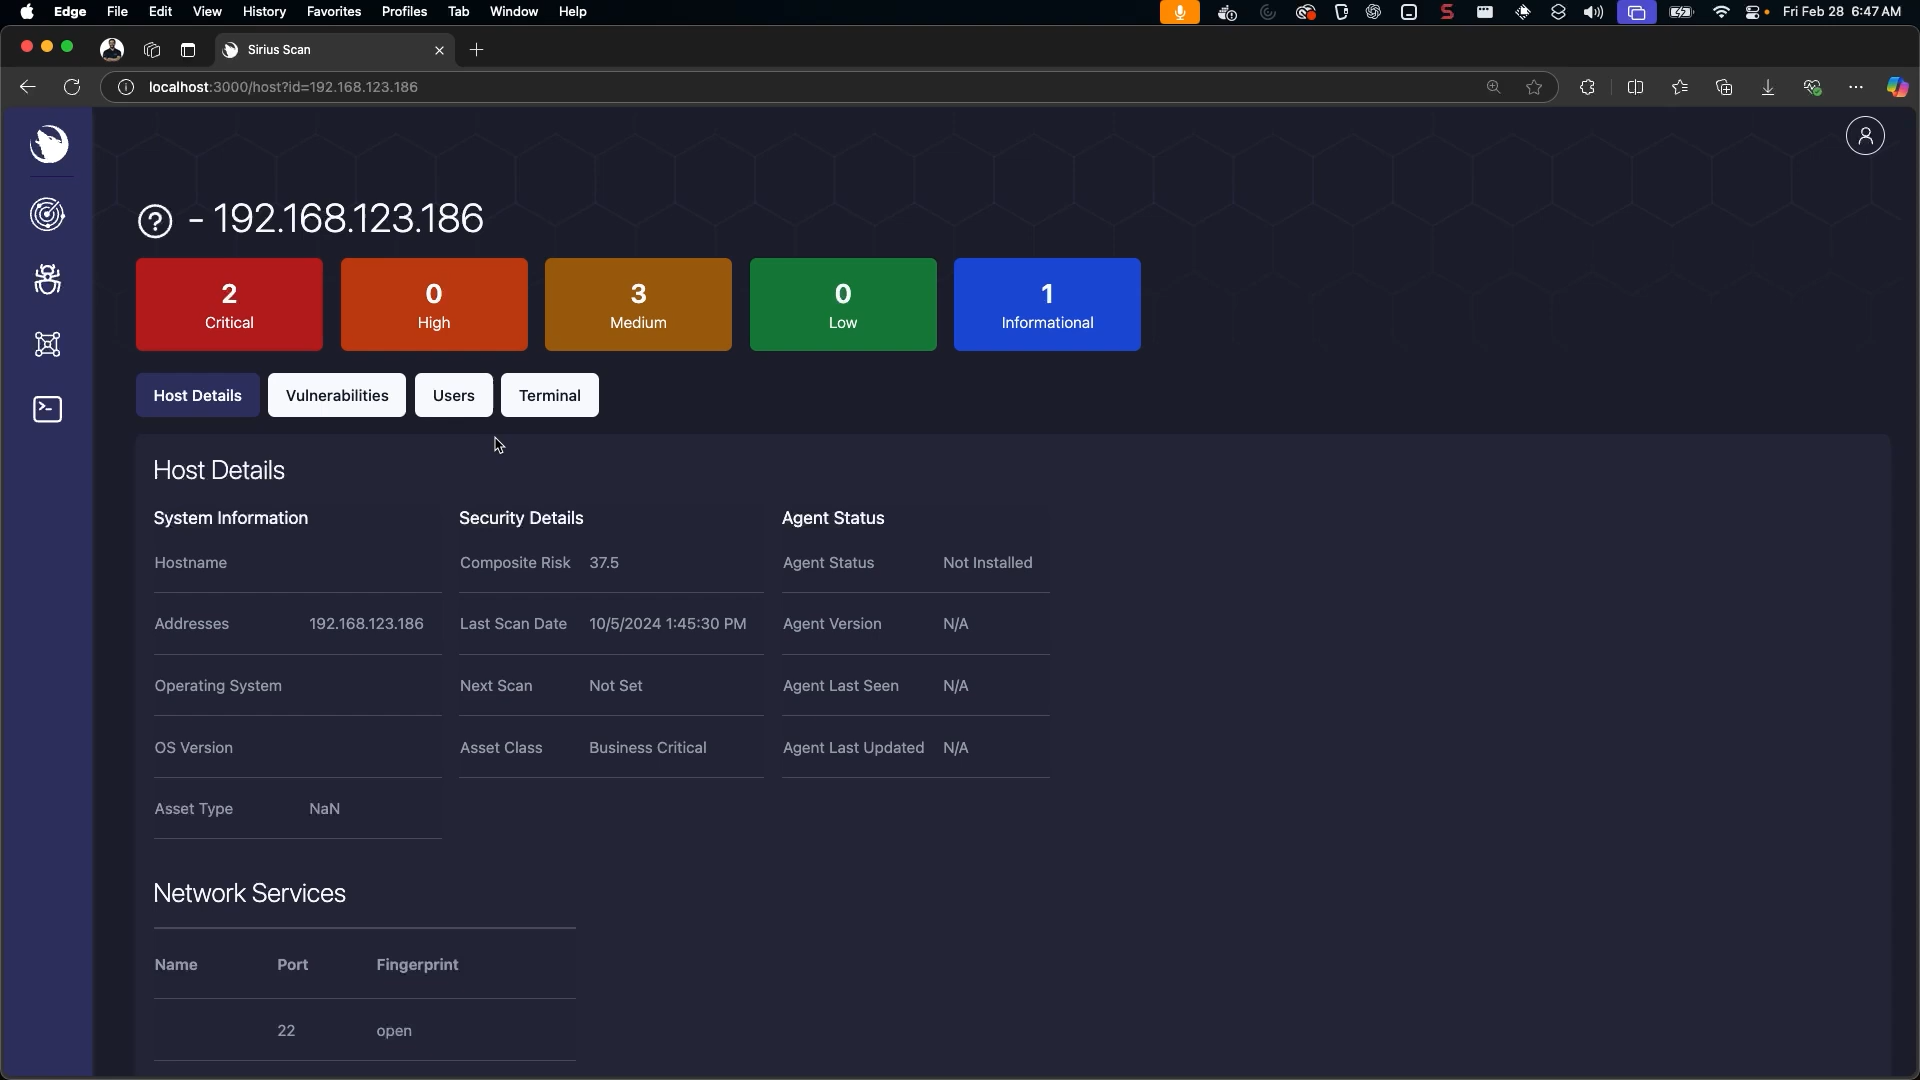 Edge File Edit View History Favorites Profiles Tab Window Help Fri Feb 28 6:47 AM
Sirius Scan
localhost:3000/host?id=192.168.123.186
? - 192.168.123.186
2 0 3 0 1
Critical High Medium Low Informational
Host Details Vulnerabilities Users Terminal
Host Details
System Information Security Details Agent Status
Hostname Composite Risk 37.5 Agent Status Not Installed
Addresses 192.168.123.186 Last Scan Date 10/5/2024 1:45:30 PM Agent Version N/A
Operating System Next Scan Not Set Agent Last Seen N/A
OS Version Asset Class Business Critical Agent Last Updated N/A
Asset Type NaN
Network Services
Name Port Fingerprint
22 open